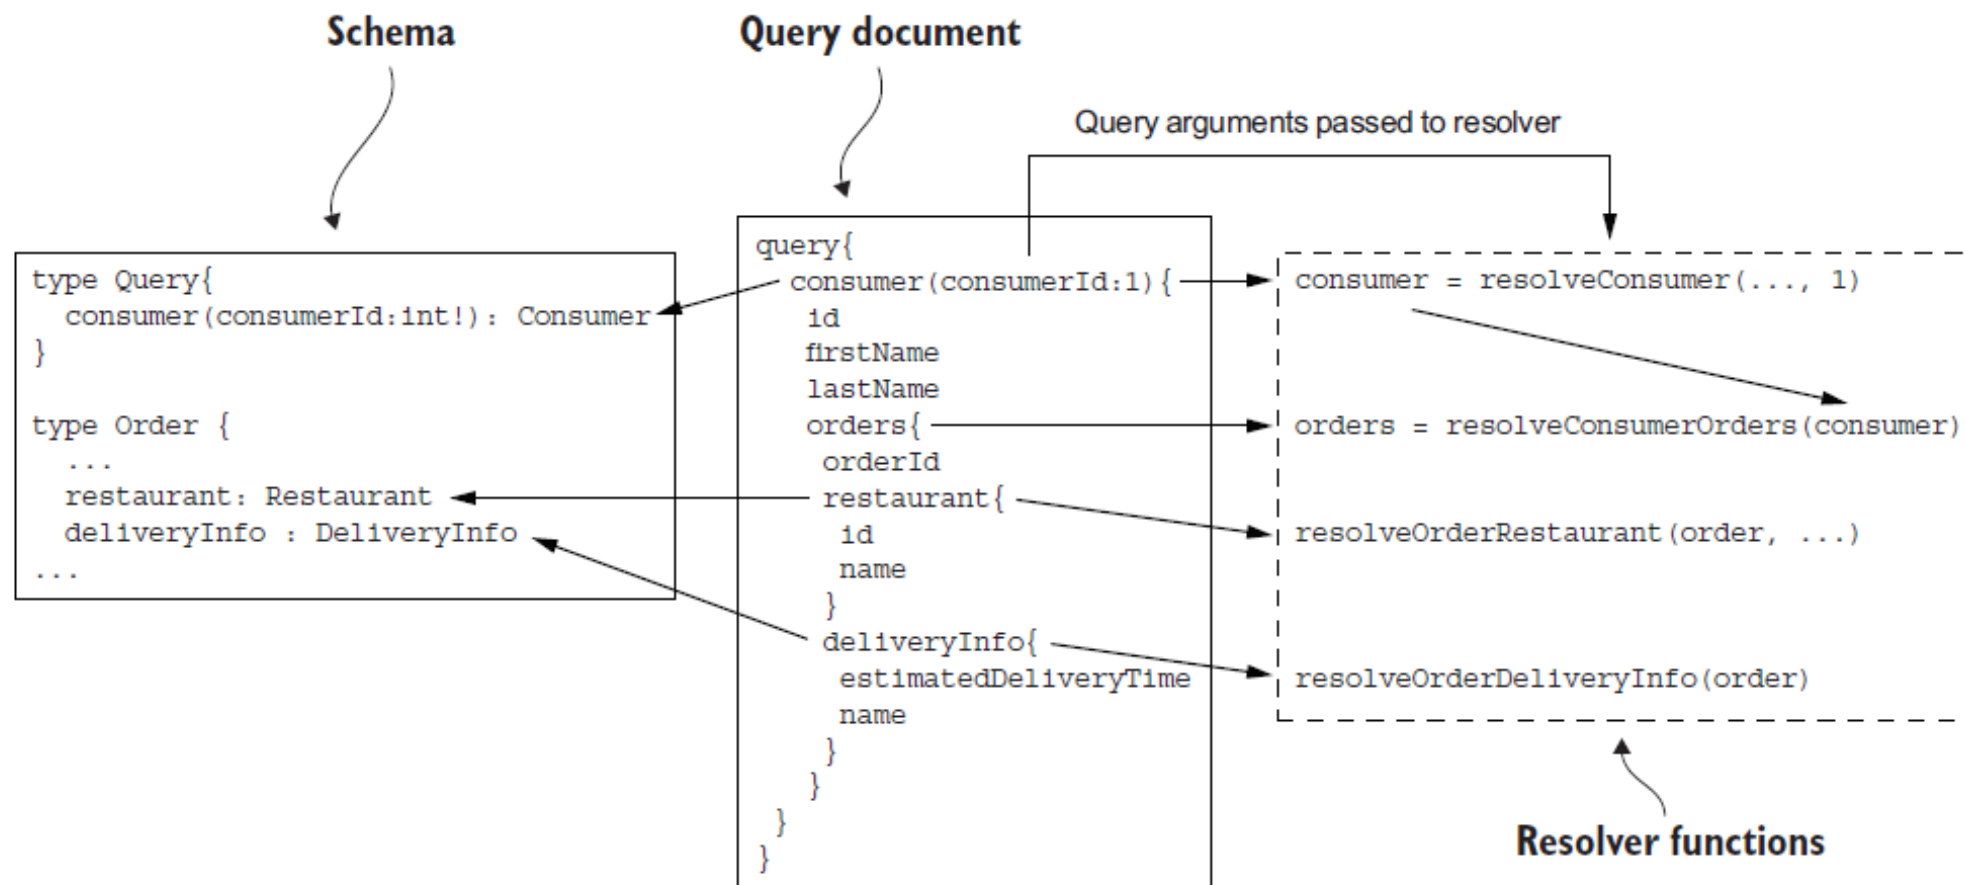 Schema
Query document
Query arguments passed to resolver
type Query{
consumer(consumerId:int!): Consumer
}
type Order {
...
restaurant: Restaurant
deliveryInfo : DeliveryInfo
...
query{
consumer(consumerId:1){
id
firstName
lastName
orders{
orderId
restaurant{
id
name
}
deliveryInfo{
estimatedDeliveryTime
name
}
}
}
}
consumer = resolveConsumer(..., 1)
orders = resolveConsumerOrders(consumer)
resolveOrderRestaurant(order, ...)
resolveOrderDeliveryInfo(order)
Resolver functions